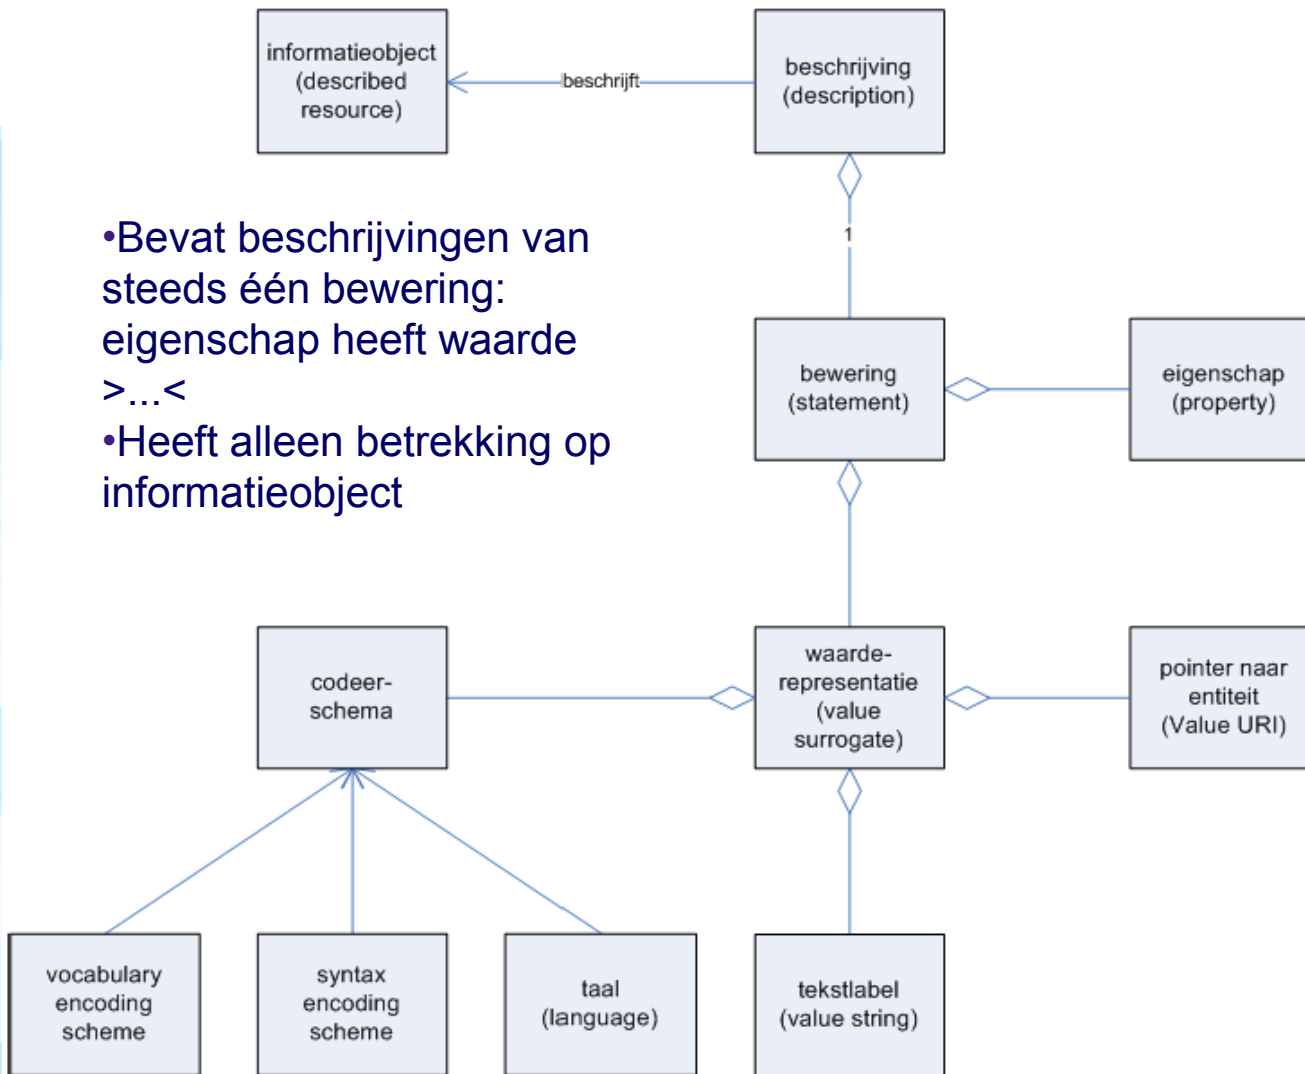 informatieobject
(described
resource)
beschrijft
beschrijving
(description)
1
•Bevat beschrijvingen van
steeds één bewering:
eigenschap heeft waarde
>...<
•Heeft alleen betrekking op
informatieobject
bewering
(statement)
eigenschap
(property)
codeer-
schema
waarde-
representatie
(value
surrogate)
pointer naar
entiteit
(Value URI)
vocabulary
encoding
scheme
syntax
encoding
scheme
taal
(language)
tekstlabel
(value string)